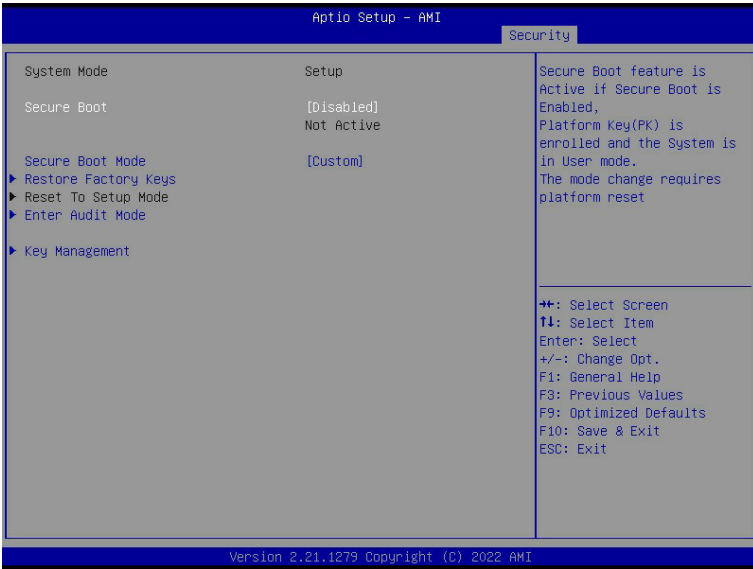 Aptio Setup – AMI
Security
System Mode Setup
Secure Boot [Disabled]
Not Active
Secure Boot Mode [Custom]
Restore Factory Keys
Reset To Setup Mode
Enter Audit Mode
Key Management
Secure Boot feature is
Active if Secure Boot is
Enabled,
Platform Key(PK) is
enrolled and the System is
in User mode.
The mode change requires
platform reset
→←: Select Screen
↑↓: Select Item
Enter: Select
+/-: Change Opt.
F1: General Help
F3: Previous Values
F9: Optimized Defaults
F10: Save & Exit
ESC: Exit
Version 2.21.1279 Copyright (C) 2022 AMI